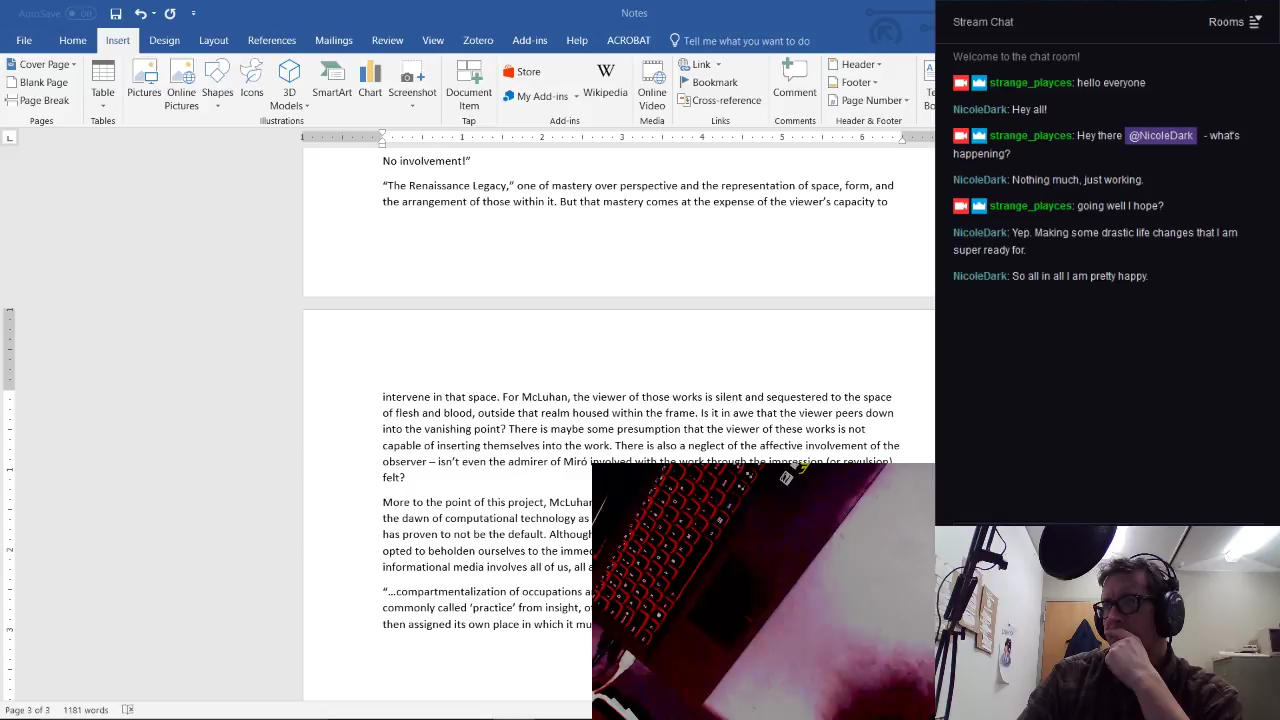 AutoSave Off
Notes
File Home Insert Design Layout References Mailings Review View Zotero Add-ins Help ACROBAT Tell me what you want to do
Cover Page
Blank Page
Page Break
Pages
Table
Tables
Pictures
Online Pictures
Shapes
Icons
3D Models
SmartArt
Chart
Screenshot
Illustrations
Document Item
Tap
Store
My Add-ins
Wikipedia
Add-ins
Online Video
Media
Link
Bookmark
Cross-reference
Links
Comment
Comments
Header
Footer
Page Number
Header & Footer
No involvement!”
“The Renaissance Legacy,” one of mastery over perspective and the representation of space, form, and
the arrangement of those within it. But that mastery comes at the expense of the viewer’s capacity to
intervene in that space. For McLuhan, the viewer of those works is silent and sequestered to the space
of flesh and blood, outside that realm housed within the frame. Is it in awe that the viewer peers down
into the vanishing point? There is maybe some presumption that the viewer of these works is not
capable of inserting themselves into the work. There is also a neglect of the affective involvement of the
observer – isn’t even the admirer of Miró involved with the work through the impression (or revulsion)
felt?
More to the point of this project, McLuhan
the dawn of computational technology as
has proven to not be the default. Although
opted to beholden ourselves to the
informational media involves all of us, all
“…compartmentalization of occupations
commonly called ‘practice’ from insight,
then assigned its own place in which it
Page 3 of 3 1181 words
Stream Chat
Rooms
Welcome to the chat room!
strange_playces: hello everyone
NicoleDark: Hey all!
strange_playces: Hey there @NicoleDark - what's
happening?
NicoleDark: Nothing much, just working.
strange_playces: going well I hope?
NicoleDark: Yep. Making some drastic life changes that I am
super ready for.
NicoleDark: So all in all I am pretty happy.